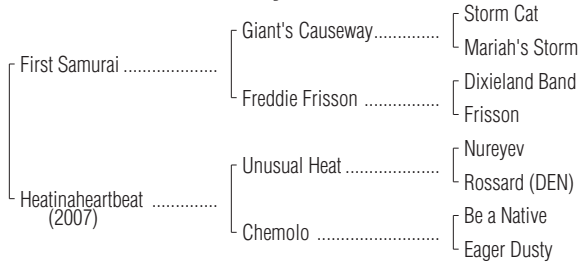 Storm Cat
Giant's Causeway...............
Mariah's Storm
First Samurai ...................
Dixieland Band
Freddie Frisson ................
Frisson
Nureyev
Unusual Heat....................
Rossard (DEN)
Heatinaheartbeat ..............
(2007)
Be a Native
Chemolo ..........................
Eager Dusty